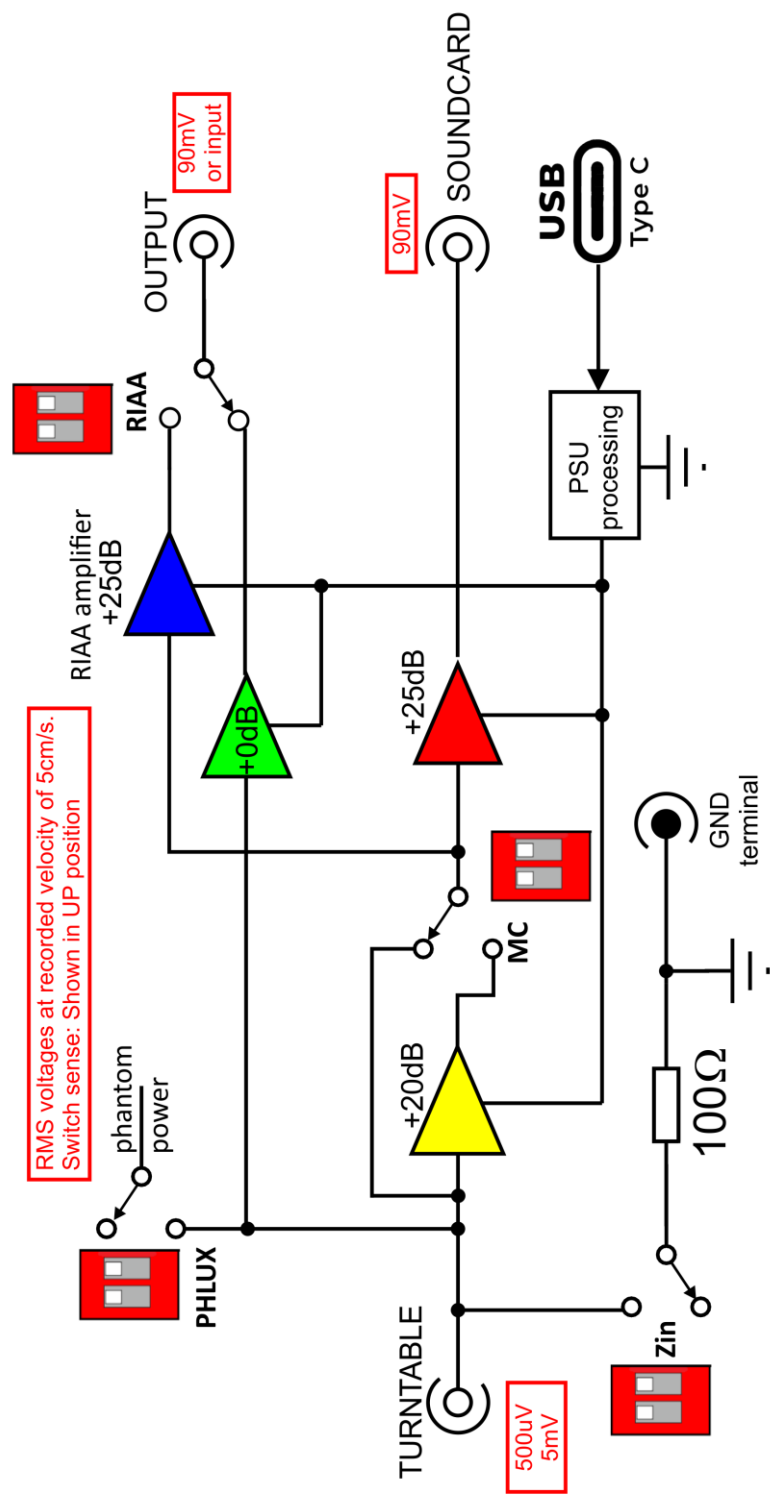 RMS voltages at recorded velocity of 5cm/s.
Switch sense: Shown in UP position
phantom
power
PHLUX
RIAA amplifier
+25dB
RIAA
OUTPUT
90mV
or input
+0dB
TURNTABLE
500uV
5mV
+20dB
MC
+25dB
90mV
SOUNDCARD
Zin
100Ω
GND
terminal
PSU
processing
USB
Type C